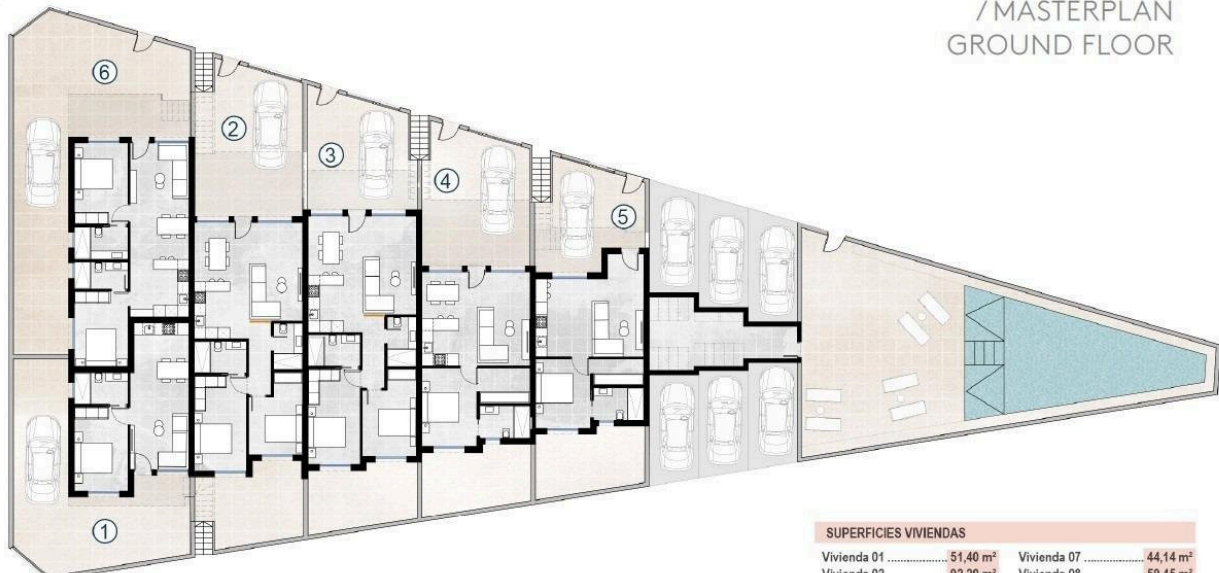 /MASTERPLAN
GROUND FLOOR
6
2
3
4
5
1
SUPERFICIES VIVIENDAS
Vivienda 01 .................. 51,40 m² Vivienda 07 .................. 44,14 m²